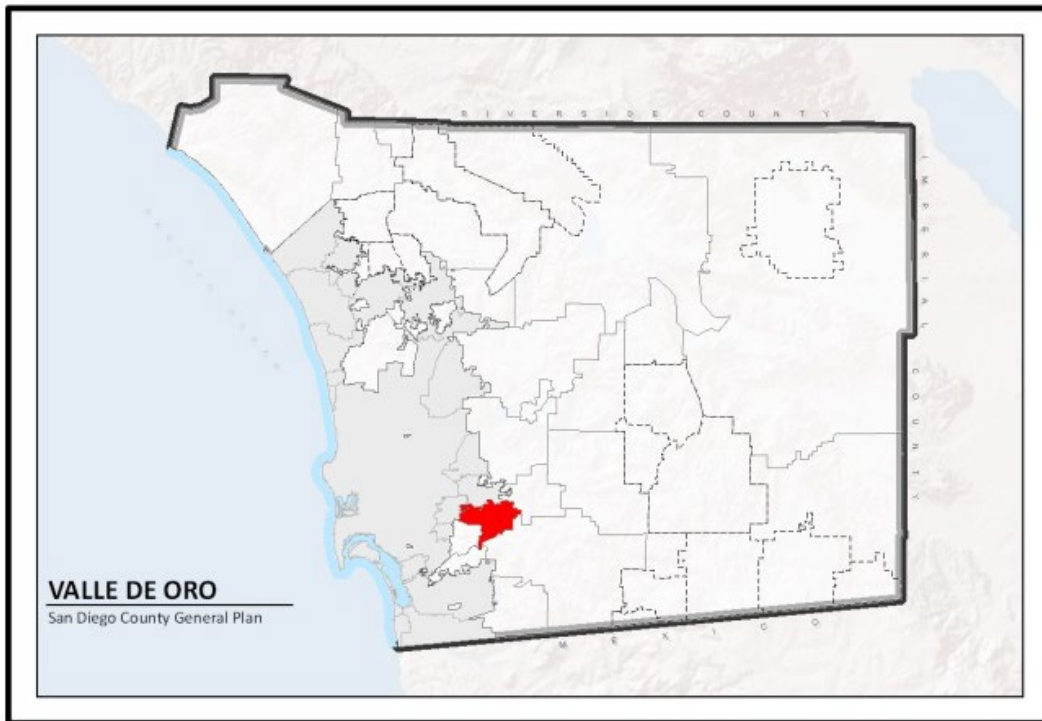 RIVERSIDE COUNTY
IMPERIAL COUNTY
VALLE DE ORO
San Diego County General Plan
MEXICO